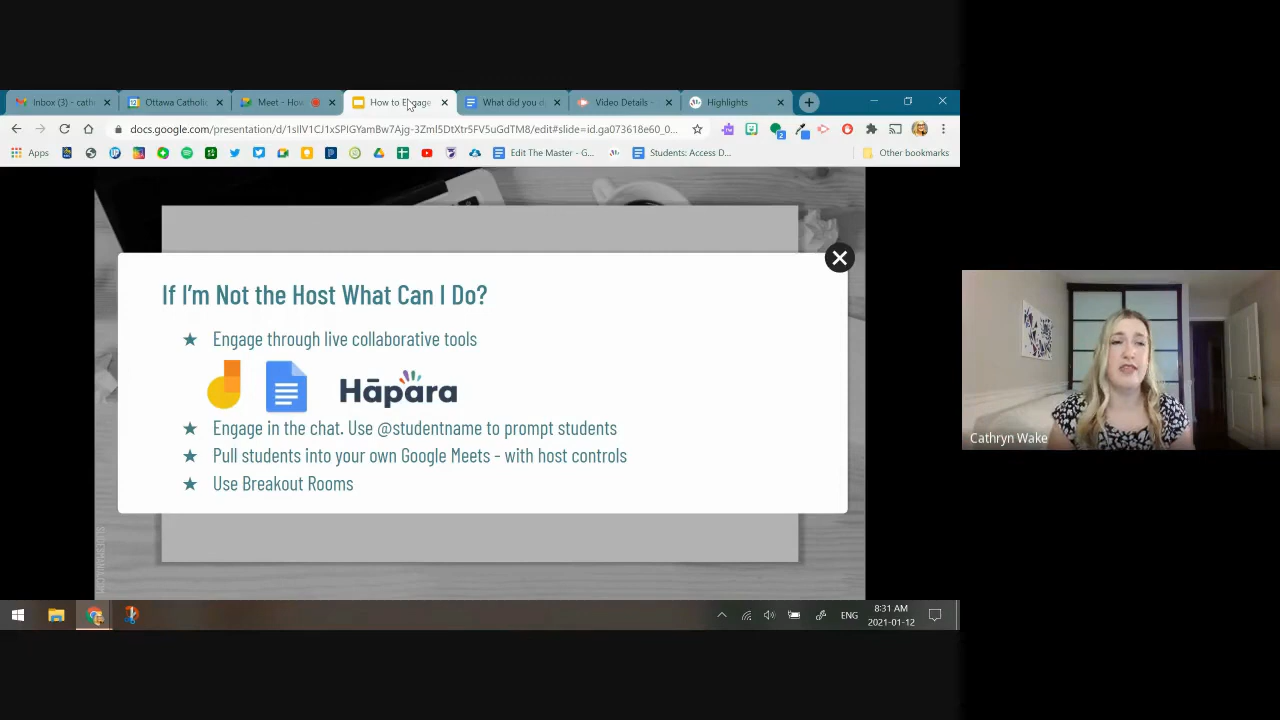 Inbox (3) - cath
Ottawa Catholic
Meet - How
How to Engage
What did you d
Video Details -
Highlights
docs.google.com/presentation/d/1sIIV1CJ1xSPIGYamBw7Ajg-3ZmI5DtXtr5FV5uGdTM8/edit#slide=id.ga073618e60_0...
Apps
Edit The Master - G...
Students: Access D...
Other bookmarks
If I'm Not the Host What Can I Do?
★ Engage through live collaborative tools
Hāpara
★ Engage in the chat. Use @studentname to prompt students
★ Pull students into your own Google Meets - with host controls
★ Use Breakout Rooms
SLIDESMANIA.COM
Cathryn Wake
ENG
8:31 AM
2021-01-12